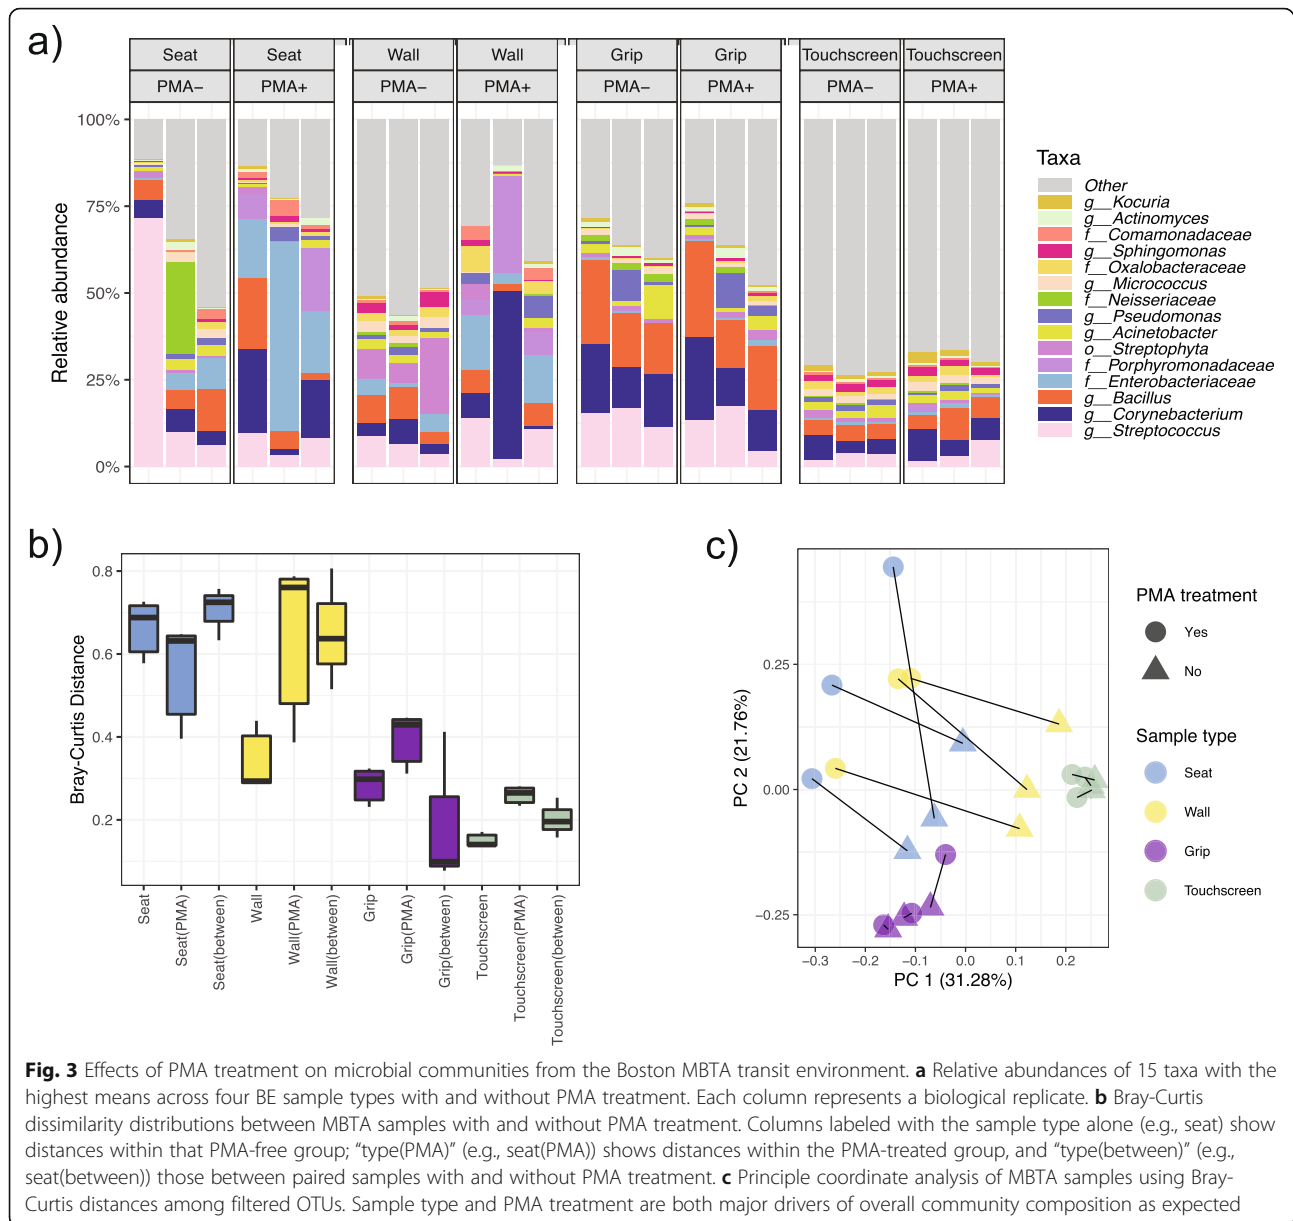 a)
Seat Seat Wall Wall Grip Grip Touchscreen Touchscreen
PMA− PMA+ PMA− PMA+ PMA− PMA+ PMA− PMA+
100%
75%
50%
25%
0%
Relative abundance
Taxa
Other
g__Kocuria
g__Actinomyces
f__Comamonadaceae
g__Sphingomonas
f__Oxalobacteraceae
g__Micrococcus
f__Neisseriaceae
g__Pseudomonas
g__Acinetobacter
o__Streptophyta
f__Porphyromonadaceae
f__Enterobacteriaceae
g__Bacillus
g__Corynebacterium
g__Streptococcus
b)
0.8
0.6
0.4
0.2
Bray-Curtis Distance
Seat
Seat(PMA)
Seat(between)
Wall
Wall(PMA)
Wall(between)
Grip
Grip(PMA)
Grip(between)
Touchscreen
Touchscreen(PMA)
Touchscreen(between)
c)
0.25
0.00
−0.25
PC 2 (21.76%)
−0.3 −0.2 −0.1 0.0 0.1 0.2
PC 1 (31.28%)
PMA treatment
Yes
No
Sample type
Seat
Wall
Grip
Touchscreen
Fig. 3 Effects of PMA treatment on microbial communities from the Boston MBTA transit environment. a Relative abundances of 15 taxa with the
highest means across four BE sample types with and without PMA treatment. Each column represents a biological replicate. b Bray-Curtis
dissimilarity distributions between MBTA samples with and without PMA treatment. Columns labeled with the sample type alone (e.g., seat) show
distances within that PMA-free group; “type(PMA)” (e.g., seat(PMA)) shows distances within the PMA-treated group, and “type(between)” (e.g.,
seat(between)) those between paired samples with and without PMA treatment. c Principle coordinate analysis of MBTA samples using Bray-
Curtis distances among filtered OTUs. Sample type and PMA treatment are both major drivers of overall community composition as expected